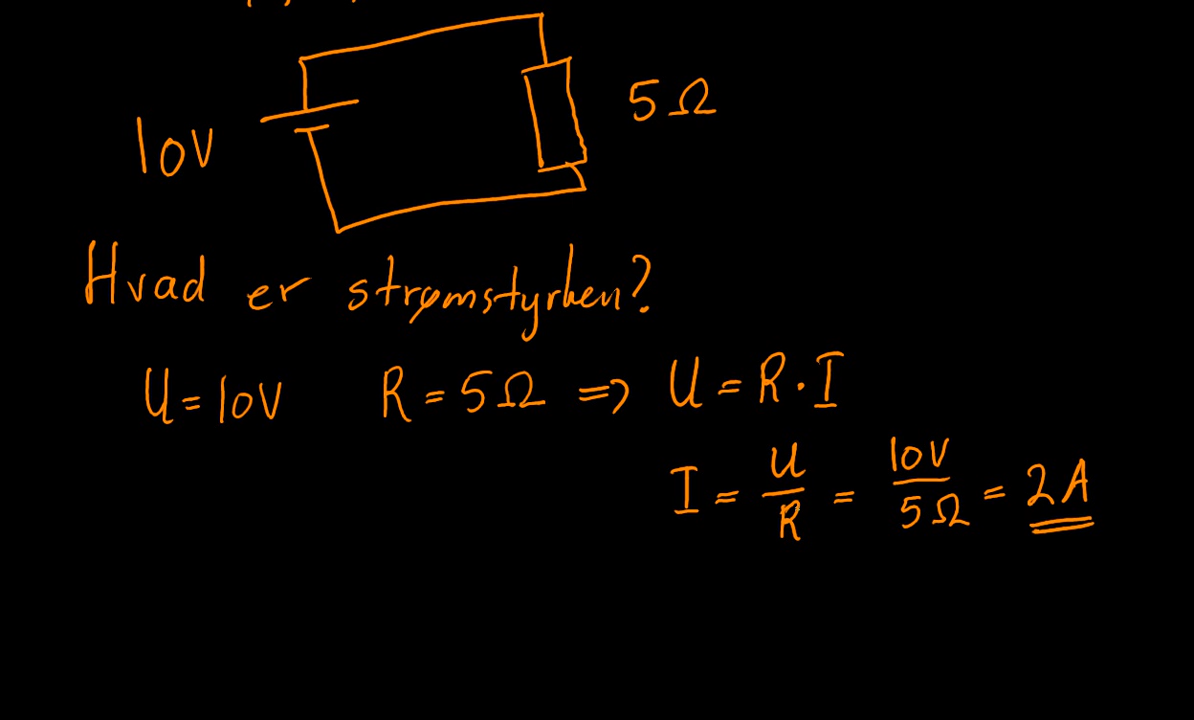 10V
5Ω
Hvad er strømstyrken?
U = 10V R = 5Ω => U = R · I
I = U/R = 10V/5Ω = 2A